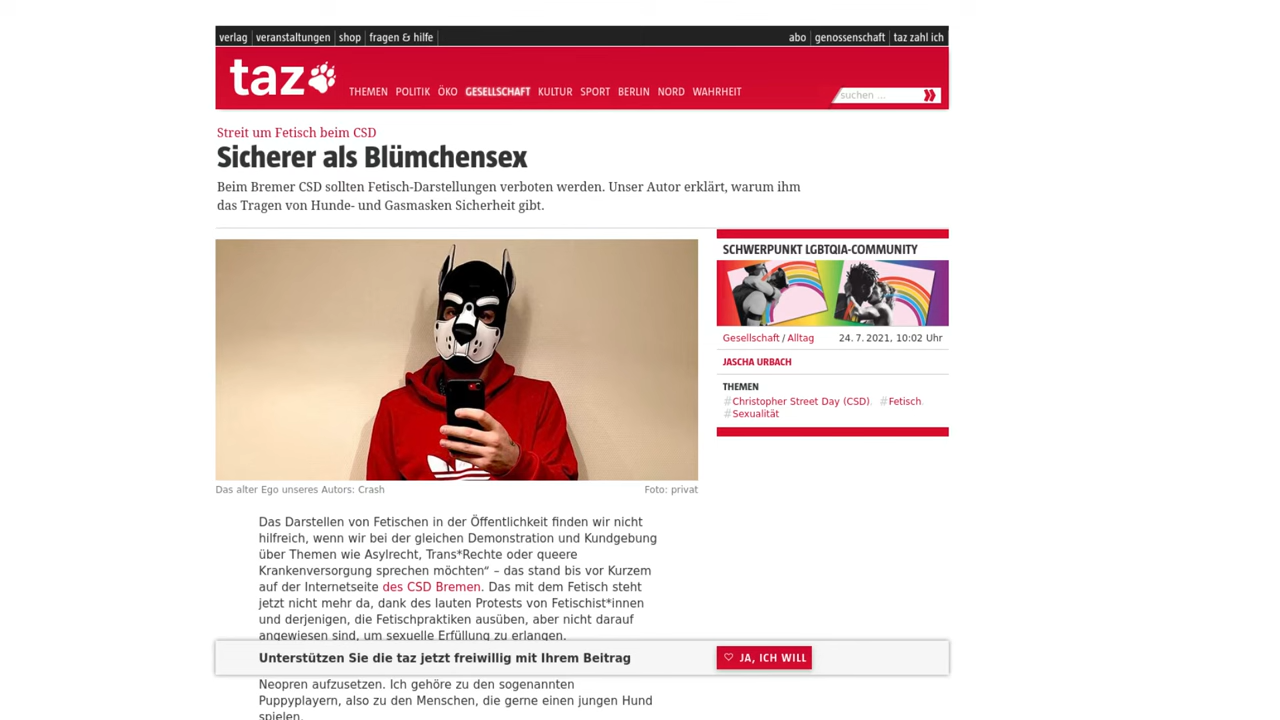 verlag veranstaltungen shop fragen & hilfe abo genossenschaft taz zahl ich
taz
THEMEN POLITIK ÖKO GESELLSCHAFT KULTUR SPORT BERLIN NORD WAHRHEIT
suchen ...
Streit um Fetisch beim CSD
Sicherer als Blümchensex
Beim Bremer CSD sollten Fetisch-Darstellungen verboten werden. Unser Autor erklärt, warum ihm
das Tragen von Hunde- und Gasmasken Sicherheit gibt.
Das alter Ego unseres Autors: Crash Foto: privat
SCHWERPUNKT LGBTQIA-COMMUNITY
Gesellschaft / Alltag 24. 7. 2021, 10:02 Uhr
JASCHA URBACH
THEMEN
#Christopher Street Day (CSD), #Fetisch,
#Sexualität
Das Darstellen von Fetischen in der Öffentlichkeit finden wir nicht
hilfreich, wenn wir bei der gleichen Demonstration und Kundgebung
über Themen wie Asylrecht, Trans*Rechte oder queere
Krankenversorgung sprechen möchten“ – das stand bis vor Kurzem
auf der Internetseite des CSD Bremen. Das mit dem Fetisch steht
jetzt nicht mehr da, dank des lauten Protests von Fetischist*innen
und derjenigen, die Fetischpraktiken ausüben, aber nicht darauf
angewiesen sind, um sexuelle Erfüllung zu erlangen.
Unterstützen Sie die taz jetzt freiwillig mit Ihrem Beitrag
JA, ICH WILL
Neopren aufzusetzen. Ich gehöre zu den sogenannten
Puppyplayern, also zu den Menschen, die gerne einen jungen Hund
spielen.